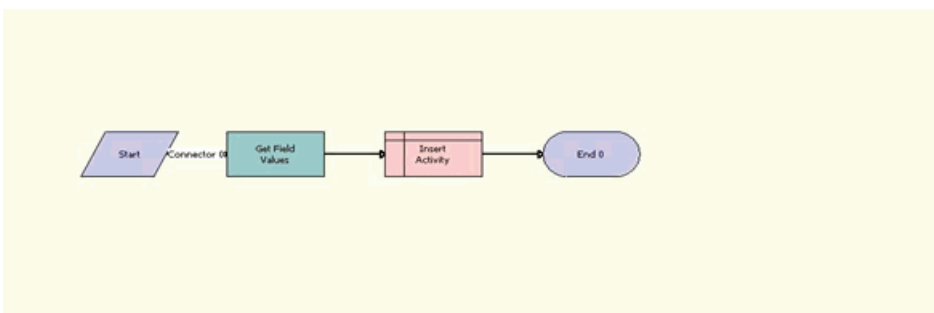 Start
Connector 0
Get Field
Values
Insert
Activity
End 0